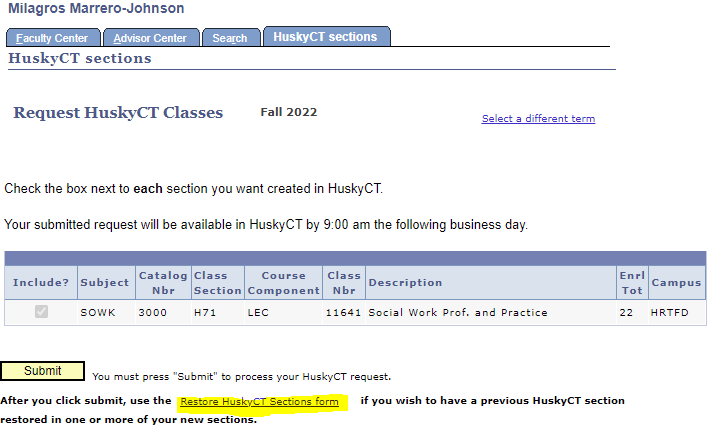 Milagros Marrero-Johnson
Faculty Center Advisor Center Search HuskyCT sections
HuskyCT sections
Request HuskyCT Classes Fall 2022 Select a different term
Check the box next to each section you want created in HuskyCT.
Your submitted request will be available in HuskyCT by 9:00 am the following business day.
Include? Subject Catalog Nbr Class Section Course Component Class Nbr Description Enrl Tot Campus
SOWK 3000 H71 LEC 11641 Social Work Prof. and Practice 22 HRTFD
Submit You must press "Submit" to process your HuskyCT request.
After you click submit, use the Restore HuskyCT Sections form if you wish to have a previous HuskyCT section
restored in one or more of your new sections.